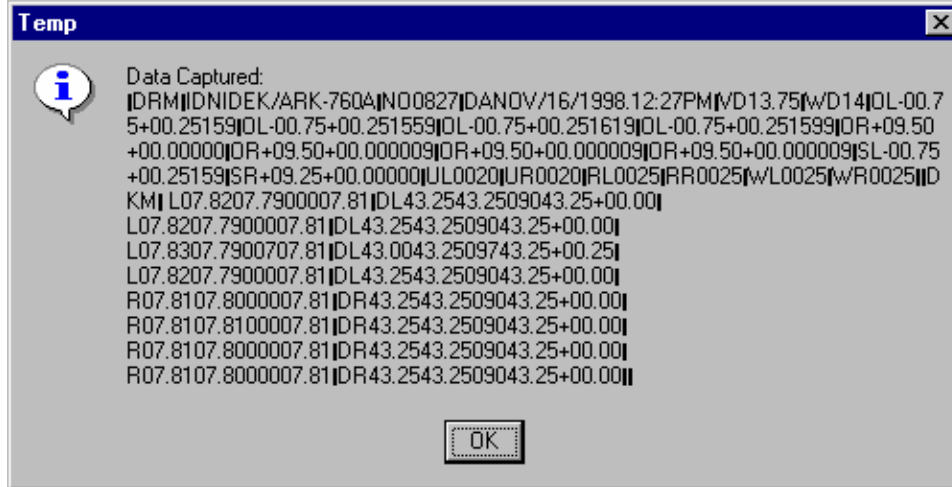 Temp
Data Captured:
|DRM|IDNIDEK/ARK-760A|NO0827|DANOV/16/1998.12:27PM|VD13.75|WD14|OL-00.7
5+00.25159|OL-00.75+00.251559|OL-00.75+00.251619|OL-00.75+00.251599|OR+09.50
+00.00000|OR+09.50+00.000009|OR+09.50+00.000009|OR+09.50+00.000009|SL-00.75
+00.25159|SR+09.25+00.00000|UL0020|UR0020|RL0025|RR0025|WL0025|WR0025||D
KM| L07.8207.7900007.81|DL43.2543.2509043.25+00.00|
L07.8207.7900007.81|DL43.2543.2509043.25+00.00|
L07.8307.7900707.81|DL43.0043.2509743.25+00.25|
L07.8207.7900007.81|DL43.2543.2509043.25+00.00|
R07.8107.8000007.81|DR43.2543.2509043.25+00.00|
R07.8107.8100007.81|DR43.2543.2509043.25+00.00|
R07.8107.8000007.81|DR43.2543.2509043.25+00.00|
R07.8107.8000007.81|DR43.2543.2509043.25+00.00||
OK